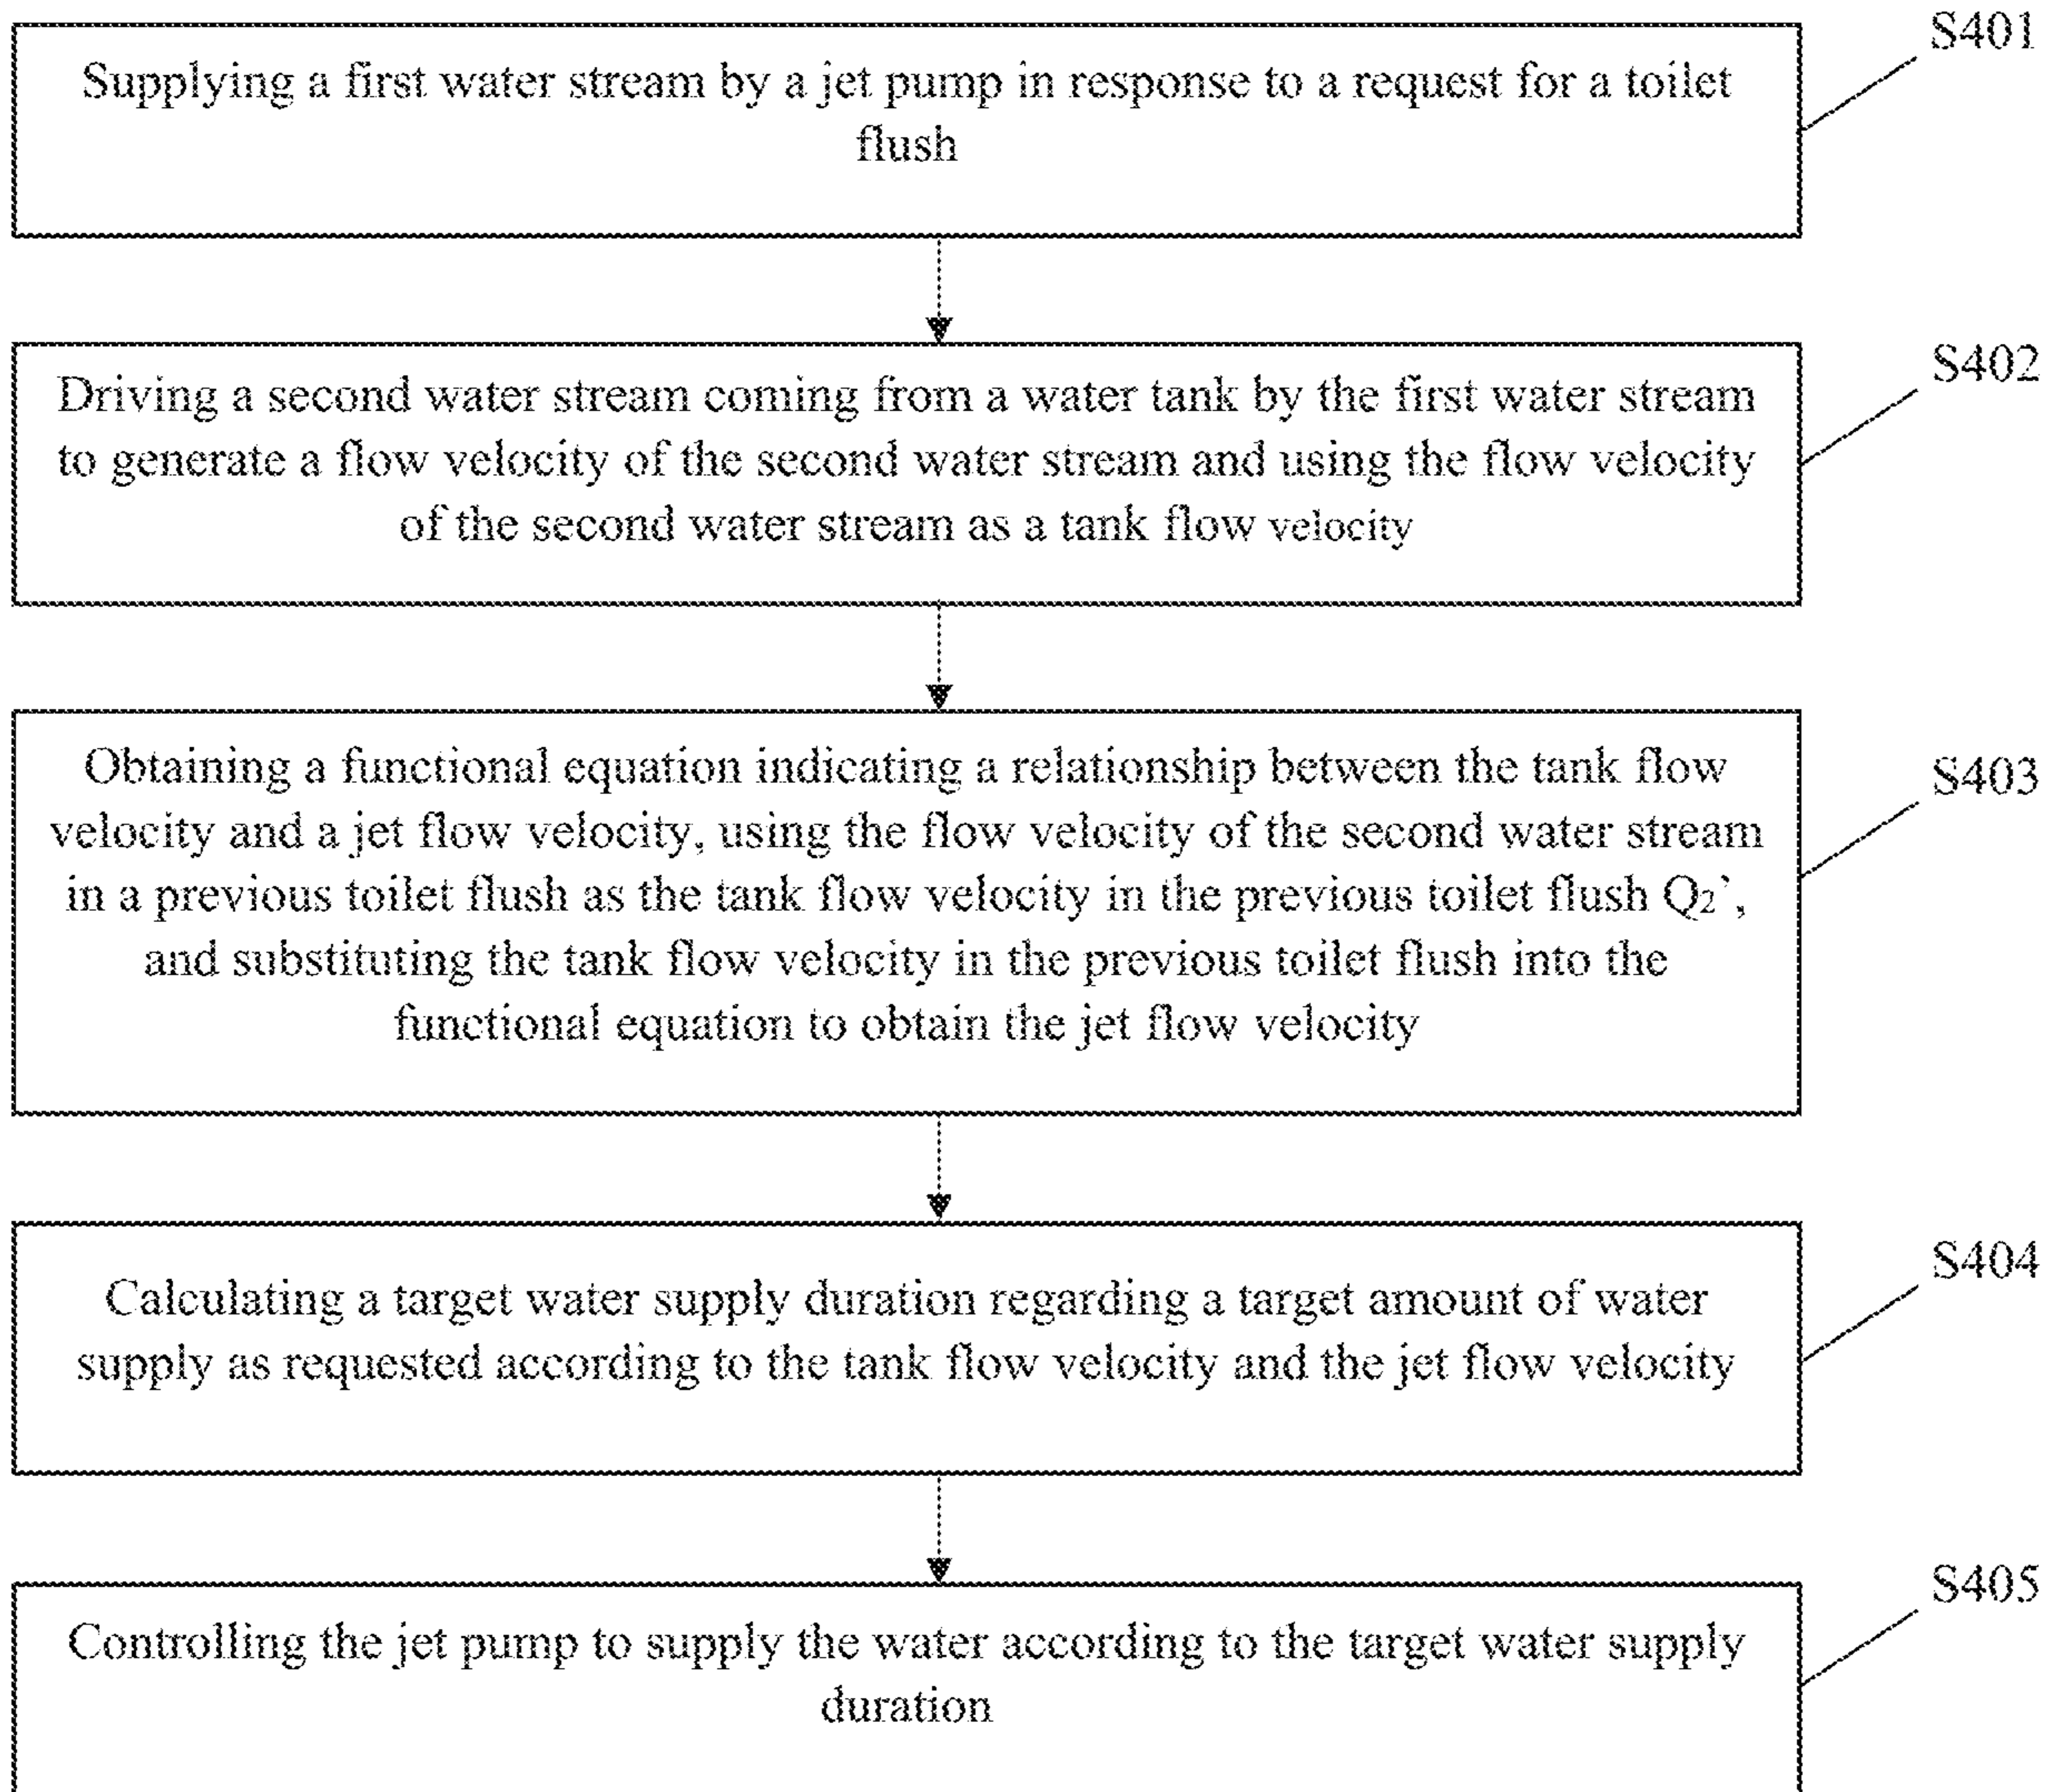 S401
Supplying a first water stream by a jet pump in response to a request for a toilet
flush
S402
Driving a second water stream coming from a water tank by the first water stream
to generate a flow velocity of the second water stream and using the flow velocity
of the second water stream as a tank flow velocity
S403
Obtaining a functional equation indicating a relationship between the tank flow
velocity and a jet flow velocity, using the flow velocity of the second water stream
in a previous toilet flush as the tank flow velocity in the previous toilet flush Q₂’,
and substituting the tank flow velocity in the previous toilet flush into the
functional equation to obtain the jet flow velocity
S404
Calculating a target water supply duration regarding a target amount of water
supply as requested according to the tank flow velocity and the jet flow velocity
S405
Controlling the jet pump to supply the water according to the target water supply
duration